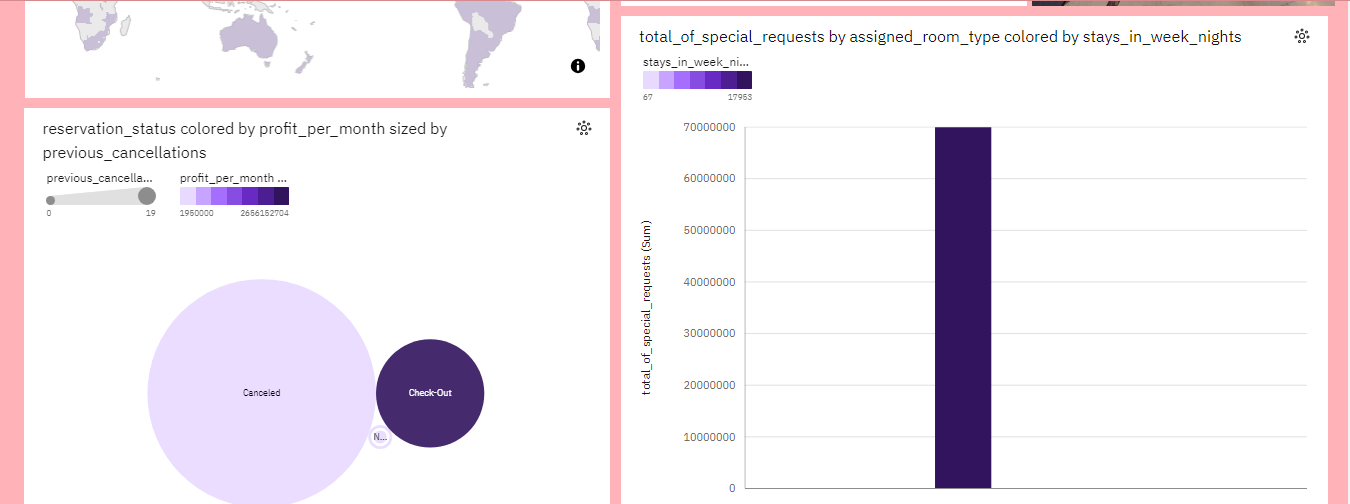 reservation_status colored by profit_per_month sized by
previous_cancellations
previous_cancella...
profit_per_month ...
0
19
1950000
2656152704
Canceled
Check-Out
N...
total_of_special_requests by assigned_room_type colored by stays_in_week_nights
stays_in_week_ni...
67
17953
total_of_special_requests (Sum)
70000000
60000000
50000000
40000000
30000000
20000000
10000000
0